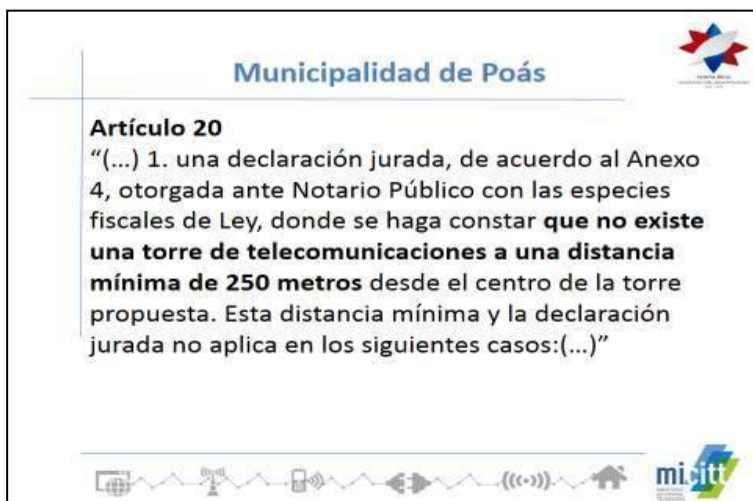 Municipalidad de Poás
Artículo 20
“(...) 1. una declaración jurada, de acuerdo al Anexo
4, otorgada ante Notario Público con las especies
fiscales de Ley, donde se haga constar que no existe
una torre de telecomunicaciones a una distancia
mínima de 250 metros desde el centro de la torre
propuesta. Esta distancia mínima y la declaración
jurada no aplica en los siguientes casos:(...)”
micitt